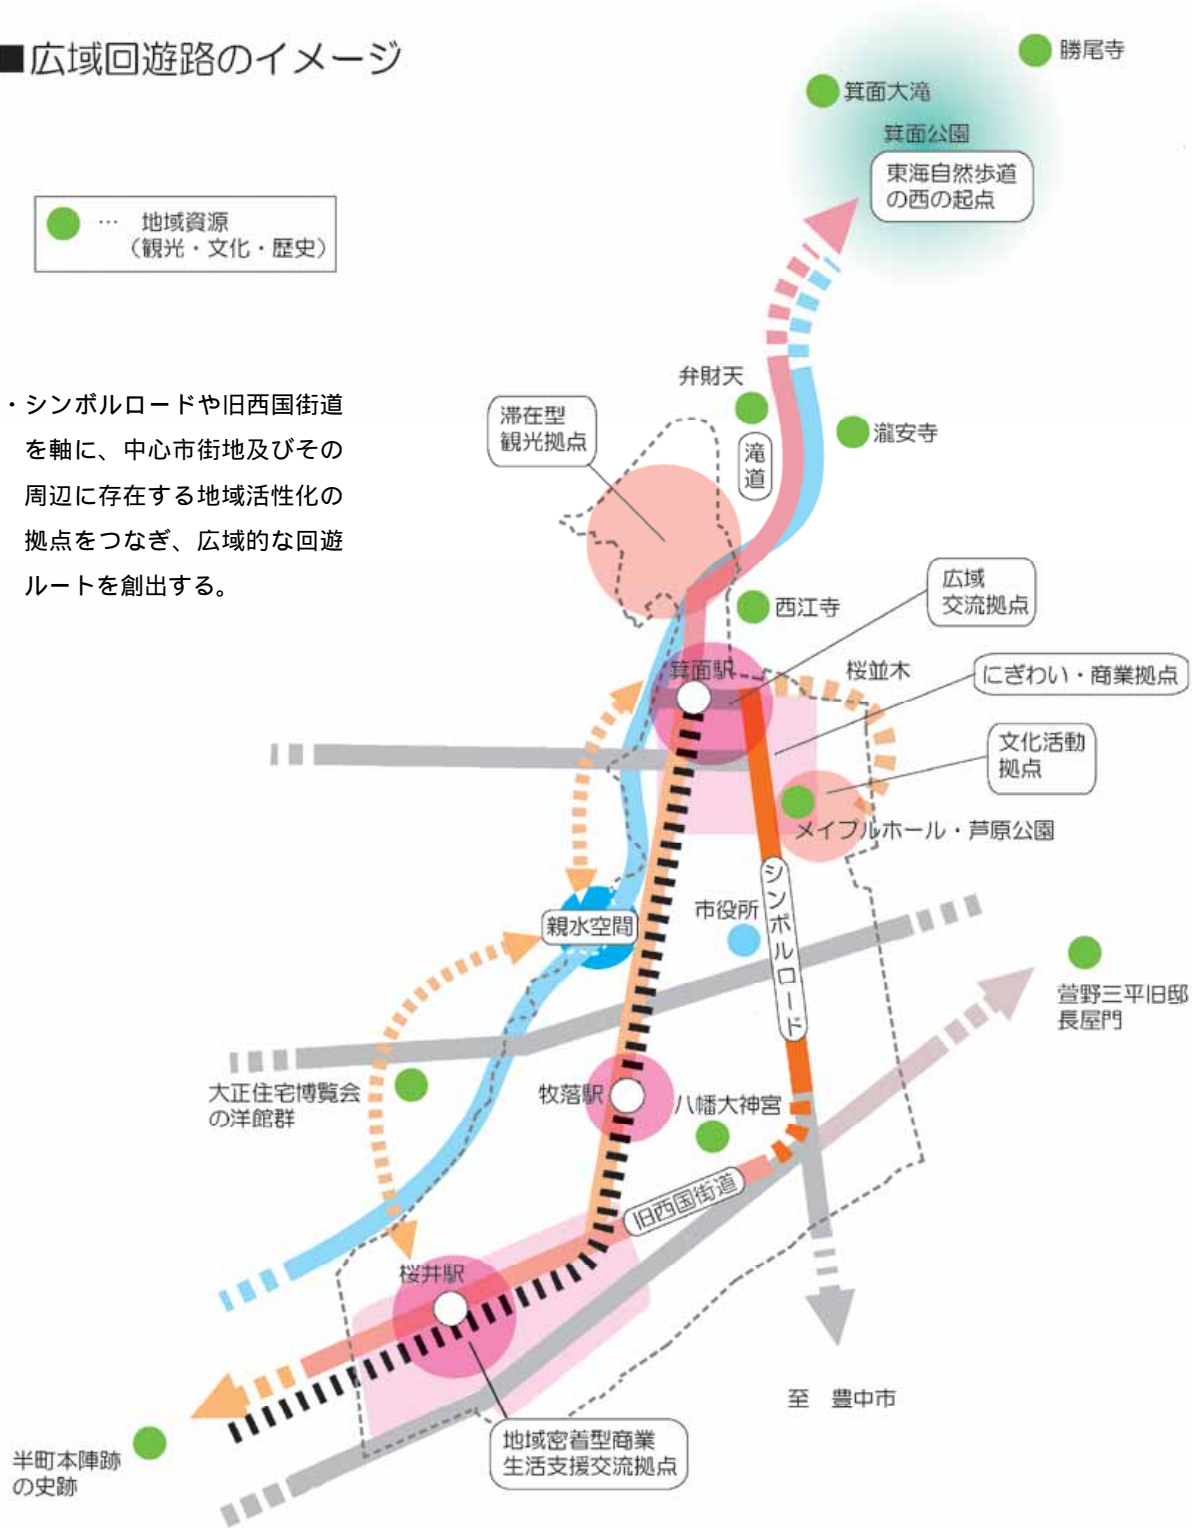 ■広域回遊路のイメージ
勝尾寺
箕面大滝
箕面公園
東海自然歩道
の西の起点
… 地域資源
（観光・文化・歴史）
・シンボルロードや旧西国街道
を軸に、中心市街地及びその
周辺に存在する地域活性化の
拠点をつなぎ、広域的な回遊
ルートを創出する。
弁財天
滞在型
観光拠点
滝道
瀧安寺
西江寺
広域
交流拠点
箕面駅
桜並木
にぎわい・商業拠点
文化活動
拠点
メイプルホール・芦原公園
シンボルロード
市役所
親水空間
萱野三平旧邸
長屋門
大正住宅博覧会
の洋館群
牧落駅
八幡大神宮
旧西国街道
桜井駅
至 豊中市
地域密着型商業
生活支援交流拠点
半町本陣跡
の史跡